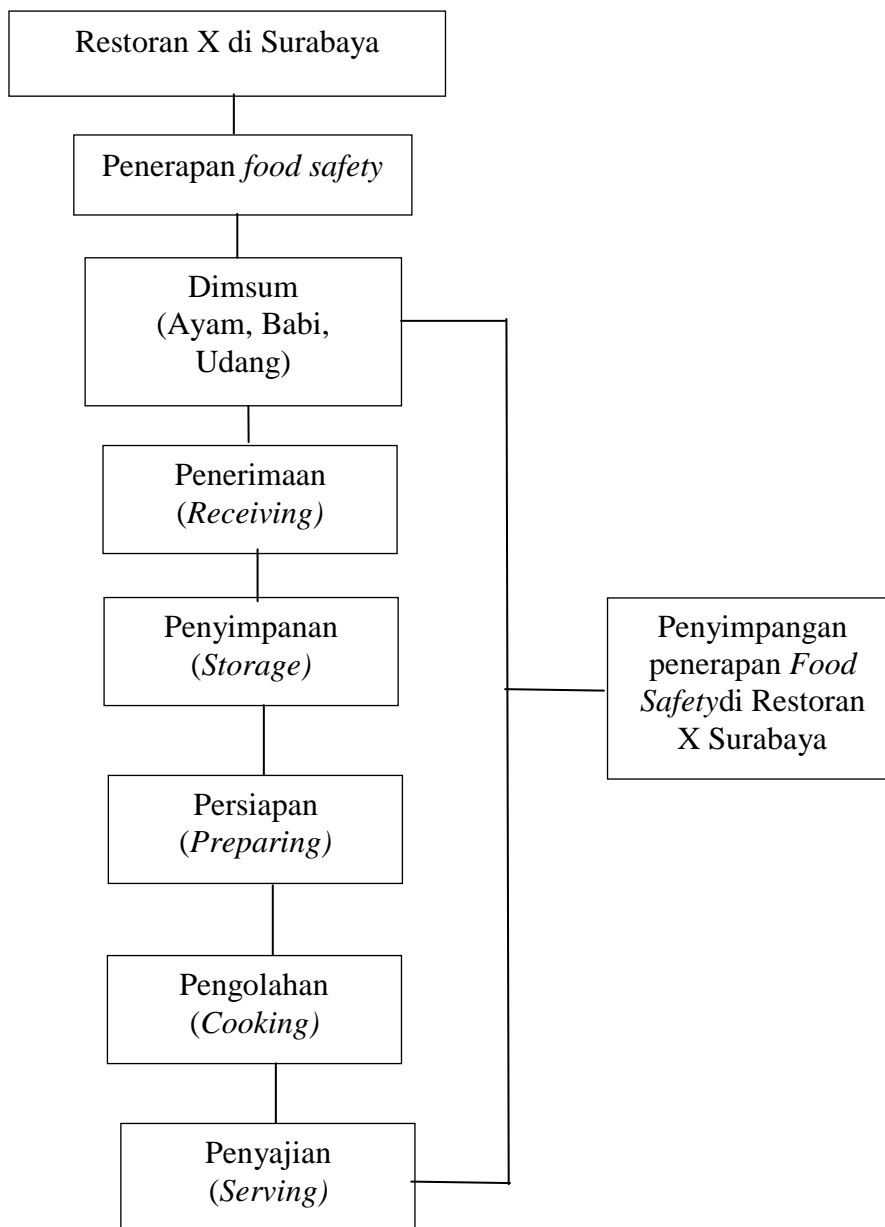 Restoran X di Surabaya
Penerapan food safety
Dimsum
(Ayam, Babi,
Udang)
Penerimaan
(Receiving)
Penyimpanan
(Storage)
Penyimpangan
penerapan Food
Safetydi Restoran
X Surabaya
Persiapan
(Preparing)
Pengolahan
(Cooking)
Penyajian
(Serving)